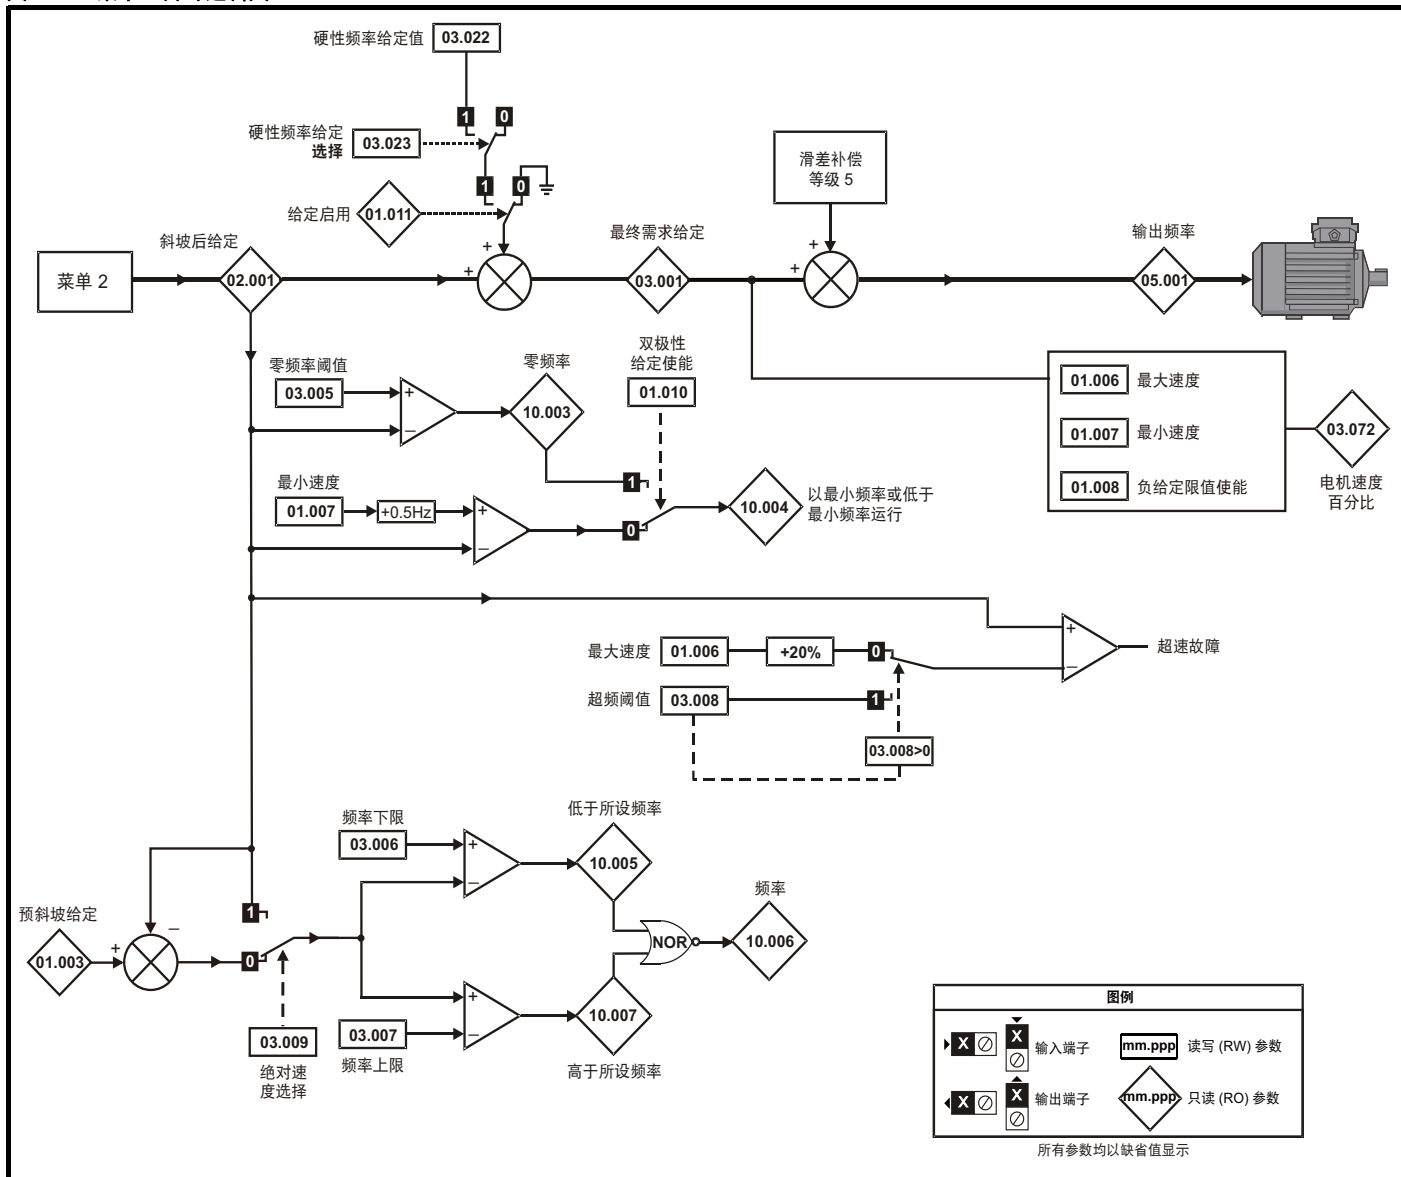 硬性频率给定值
03.022
1
0
硬性频率给定
选择
03.023
1
0
给定启用
01.011
滑差补偿
等级 5
斜坡后给定
最终需求给定
输出频率
菜单 2
02.001
+
+
03.001
+
+
05.001
零频率阈值
03.005
+
–
零频率
10.003
双极性
给定使能
01.010
01.006
最大速度
01.007
最小速度
01.008
负给定限值使能
03.072
电机速度
百分比
最小速度
01.007
+0.5Hz
+
–
1
0
10.004
以最小频率或低于
最小频率运行
最大速度
01.006
+20%
0
+
–
超速故障
超频阈值
03.008
1
03.008>0
频率下限
03.006
+
–
低于所设频率
10.005
预斜坡给定
01.003
+
–
1
0
NOR
频率
10.006
03.009
绝对速
度选择
+
–
03.007
频率上限
10.007
高于所设频率
图例
X
X
输入端子
mm.ppp
读写 (RW) 参数
X
X
输出端子
mm.ppp
只读 (RO) 参数
所有参数均以缺省值显示